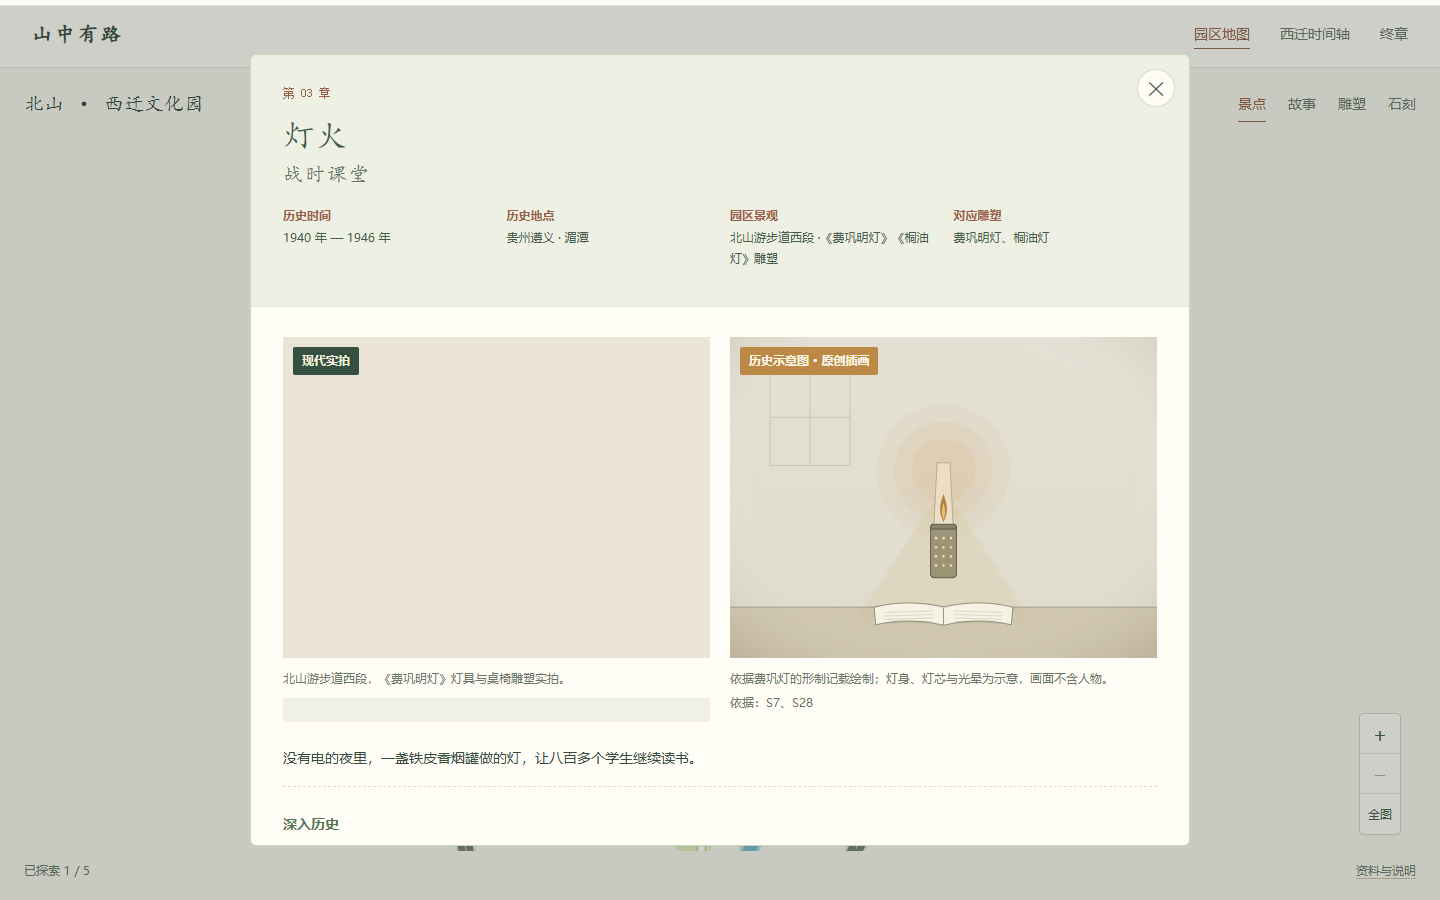 山中有路
园区地图 西迁时间轴 终章
北山 • 西迁文化园
景点 故事 雕塑 石刻
第 03 章
灯火
战时课堂
历史时间
1940 年 — 1946 年
历史地点
贵州遵义 · 湄潭
园区景观
北山游步道西段 · 《费巩明灯》《桐油
灯》雕塑
对应雕塑
费巩明灯、桐油灯
现代实拍
历史示意图 • 原创插画
北山游步道西段，《费巩明灯》灯具与桌椅雕塑实拍。
依据费巩灯的形制记载绘制；灯身、灯芯与光晕为示意，画面不含人物。
依据：S7、S28
没有电的夜里，一盏铁皮香烟罐做的灯，让八百多个学生继续读书。
深入历史
+
−
全图
已探索 1 / 5
资料与说明